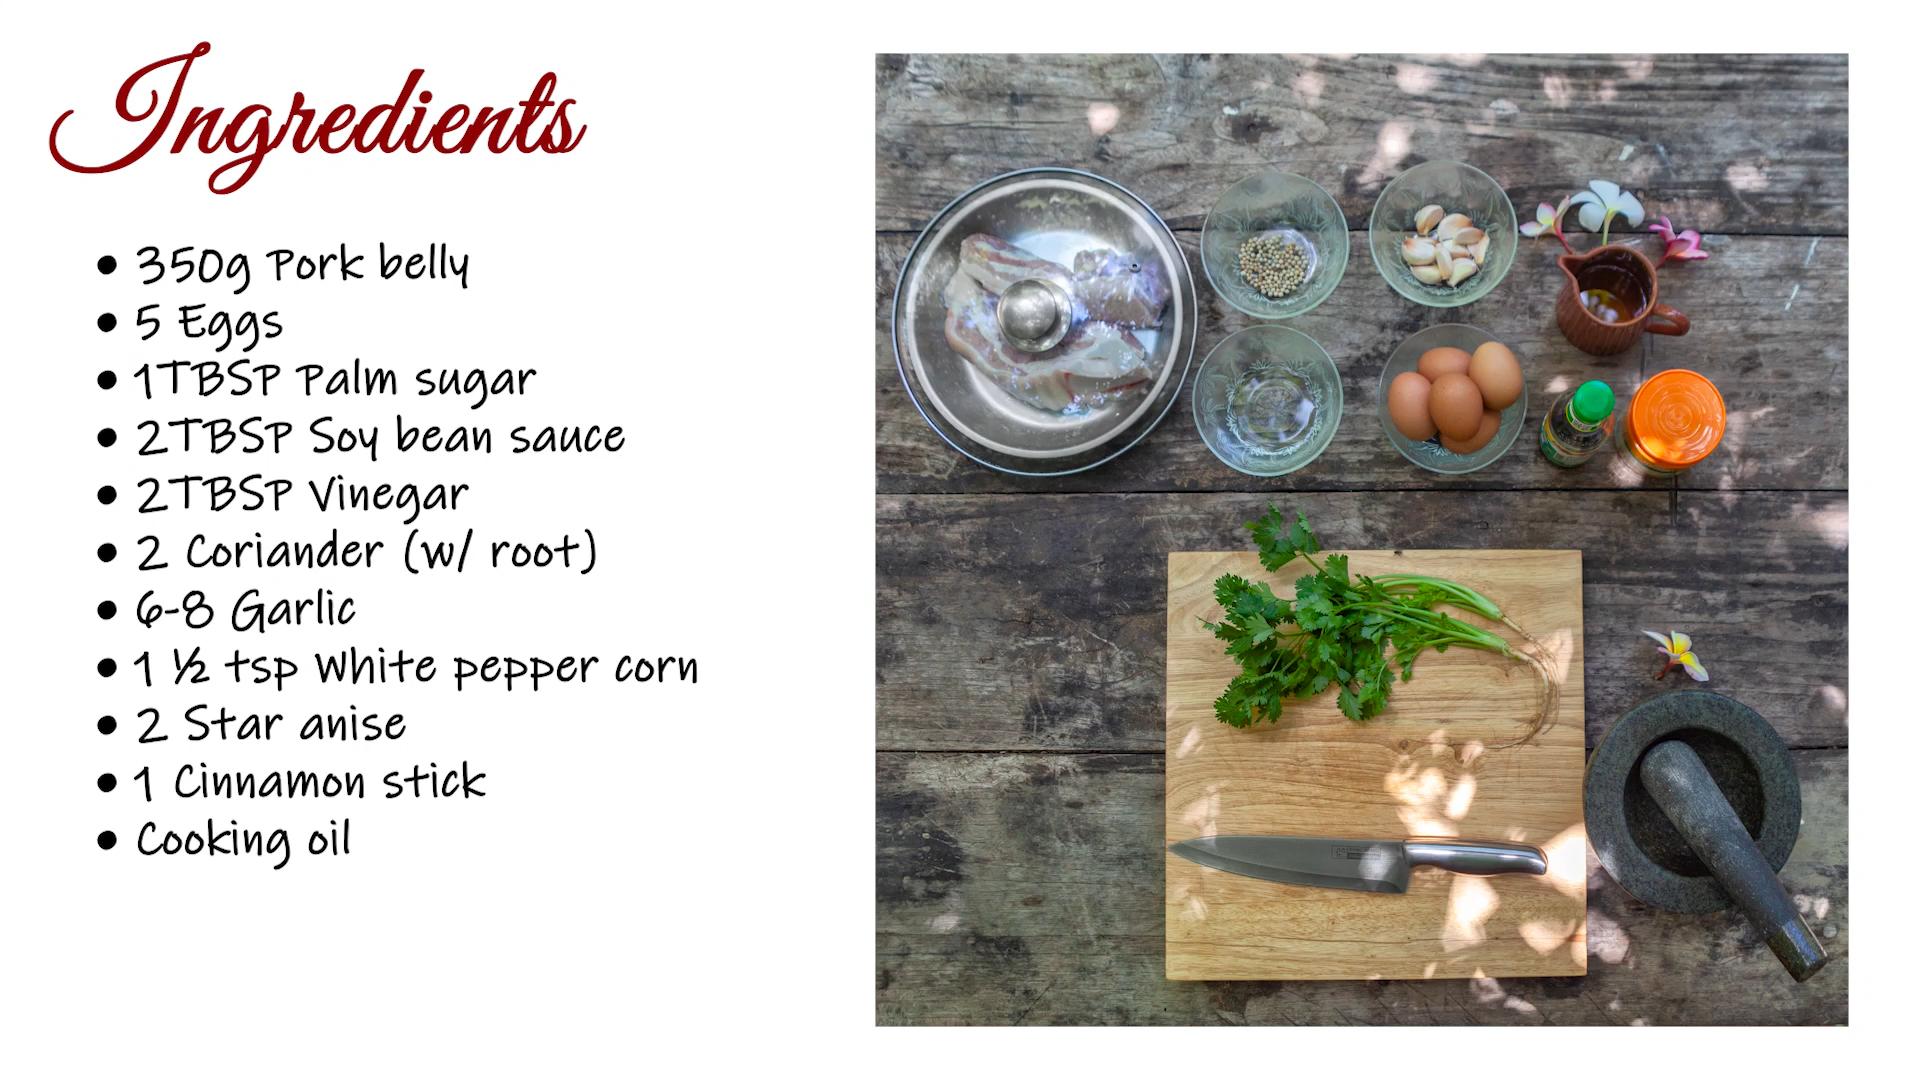 Ingredients
• 350g Pork belly
• 5 Eggs
• 1TBSP Palm sugar
• 2TBSP Soy bean sauce
• 2TBSP Vinegar
• 2 Coriander (w/ root)
• 6-8 Garlic
• 1 ½ tsp White pepper corn
• 2 Star anise
• 1 Cinnamon stick
• Cooking oil